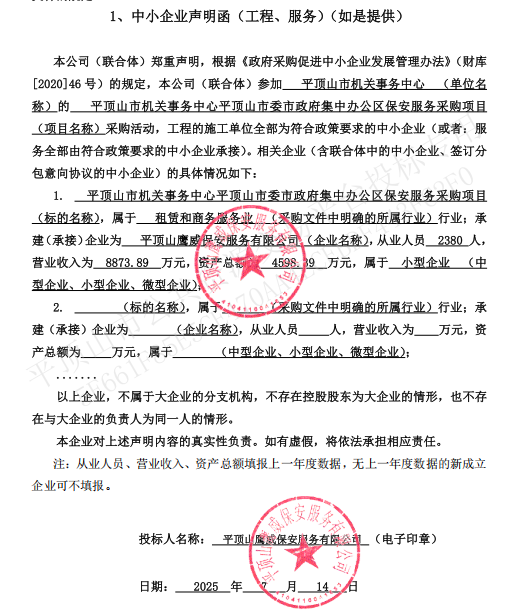 1、中小企业声明函（工程、服务）（如是提供）
本公司（联合体）郑重声明，根据《政府采购促进中小企业发展管理办法》（财库
[2020]46 号）的规定，本公司（联合体）参加 平顶山市机关事务中心 （单位名
称）的 平顶山市机关事务中心平顶山市委市政府集中办公区保安服务采购项目
（项目名称）采购活动，工程的施工单位全部为符合政策要求的中小企业（或者：服
务全部由符合政策要求的中小企业承接）。相关企业（含联合体中的中小企业、签订分
包意向协议的中小企业）的具体情况如下：
1. 平顶山市机关事务中心平顶山市委市政府集中办公区保安服务采购项目
（标的名称），属于 租赁和商务服务业 （采购文件中明确的所属行业）行业；承
建（承接）企业为 平顶山鹰威保安服务有限公司（企业名称），从业人员 2380 人，
营业收入为 8873.89 万元，资产总额为 4598.39 万元，属于 小型企业 （中
型企业、小型企业、微型企业）；
2. （标的名称），属于 （采购文件中明确的所属行业）行业；承
建（承接）企业为 （企业名称），从业人员 人，营业收入为 万元，资
产总额为 万元，属于 （中型企业、小型企业、微型企业）；
.......
以上企业，不属于大企业的分支机构，不存在控股股东为大企业的情形，也不存
在与大企业的负责人为同一人的情形。
本企业对上述声明内容的真实性负责。如有虚假，将依法承担相应责任。
注：从业人员、营业收入、资产总额填报上一年度数据，无上一年度数据的新成立
企业可不填报。
投标人名称： 平顶山鹰威保安服务有限公司 （电子印章）
日期： 2025 年 7 月 14 日
平顶山鹰威保安服务有限公司
平顶山鹰威保安服务有限公司